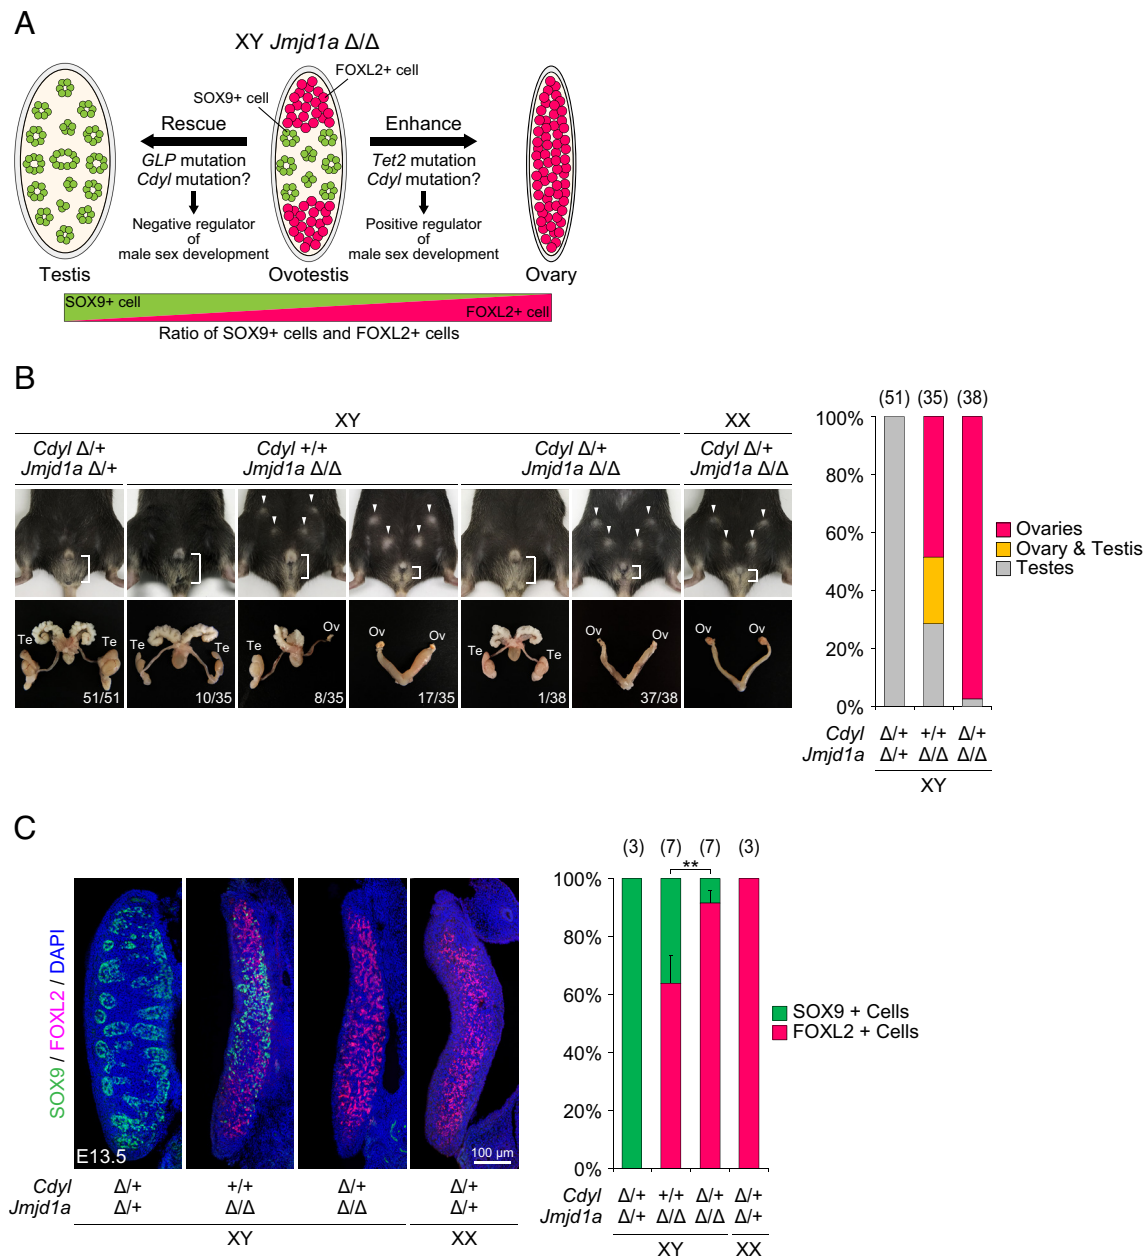 A
XY Jmjd1a Δ/Δ
FOXL2+ cell
SOX9+ cell
Rescue
Enhance
GLP mutation
Cdyl mutation?
Tet2 mutation
Cdyl mutation?
Negative regulator
of
male sex development
Positive regulator
of
male sex development
Testis
Ovotestis
Ovary
SOX9+ cell
FOXL2+ cell
Ratio of SOX9+ cells and FOXL2+ cells
B
XY
XX
Cdyl Δ/+
Jmjd1a Δ/+
Cdyl +/+
Jmjd1a Δ/Δ
Cdyl Δ/+
Jmjd1a Δ/Δ
Cdyl Δ/+
Jmjd1a Δ/Δ
Te Te
51/51
Te Te
10/35
Te Ov
8/35
Ov Ov
17/35
Te Te
1/38
Ov Ov
37/38
Ov Ov
(51) (35) (38)
100%
80%
60%
40%
20%
0%
Ovaries
Ovary & Testis
Testes
Cdyl Δ/+ +/+ Δ/+
Jmjd1a Δ/+ Δ/Δ Δ/Δ
XY
C
SOX9 / FOXL2 / DAPI
E13.5
100 μm
Cdyl Δ/+ +/+ Δ/+ Δ/+
Jmjd1a Δ/+ Δ/Δ Δ/Δ Δ/+
XY XX
(3) (7) (7) (3)
**
100%
80%
60%
40%
20%
0%
SOX9 + Cells
FOXL2 + Cells
Cdyl Δ/+ +/+ Δ/+ Δ/+
Jmjd1a Δ/+ Δ/Δ Δ/Δ Δ/+
XY XX